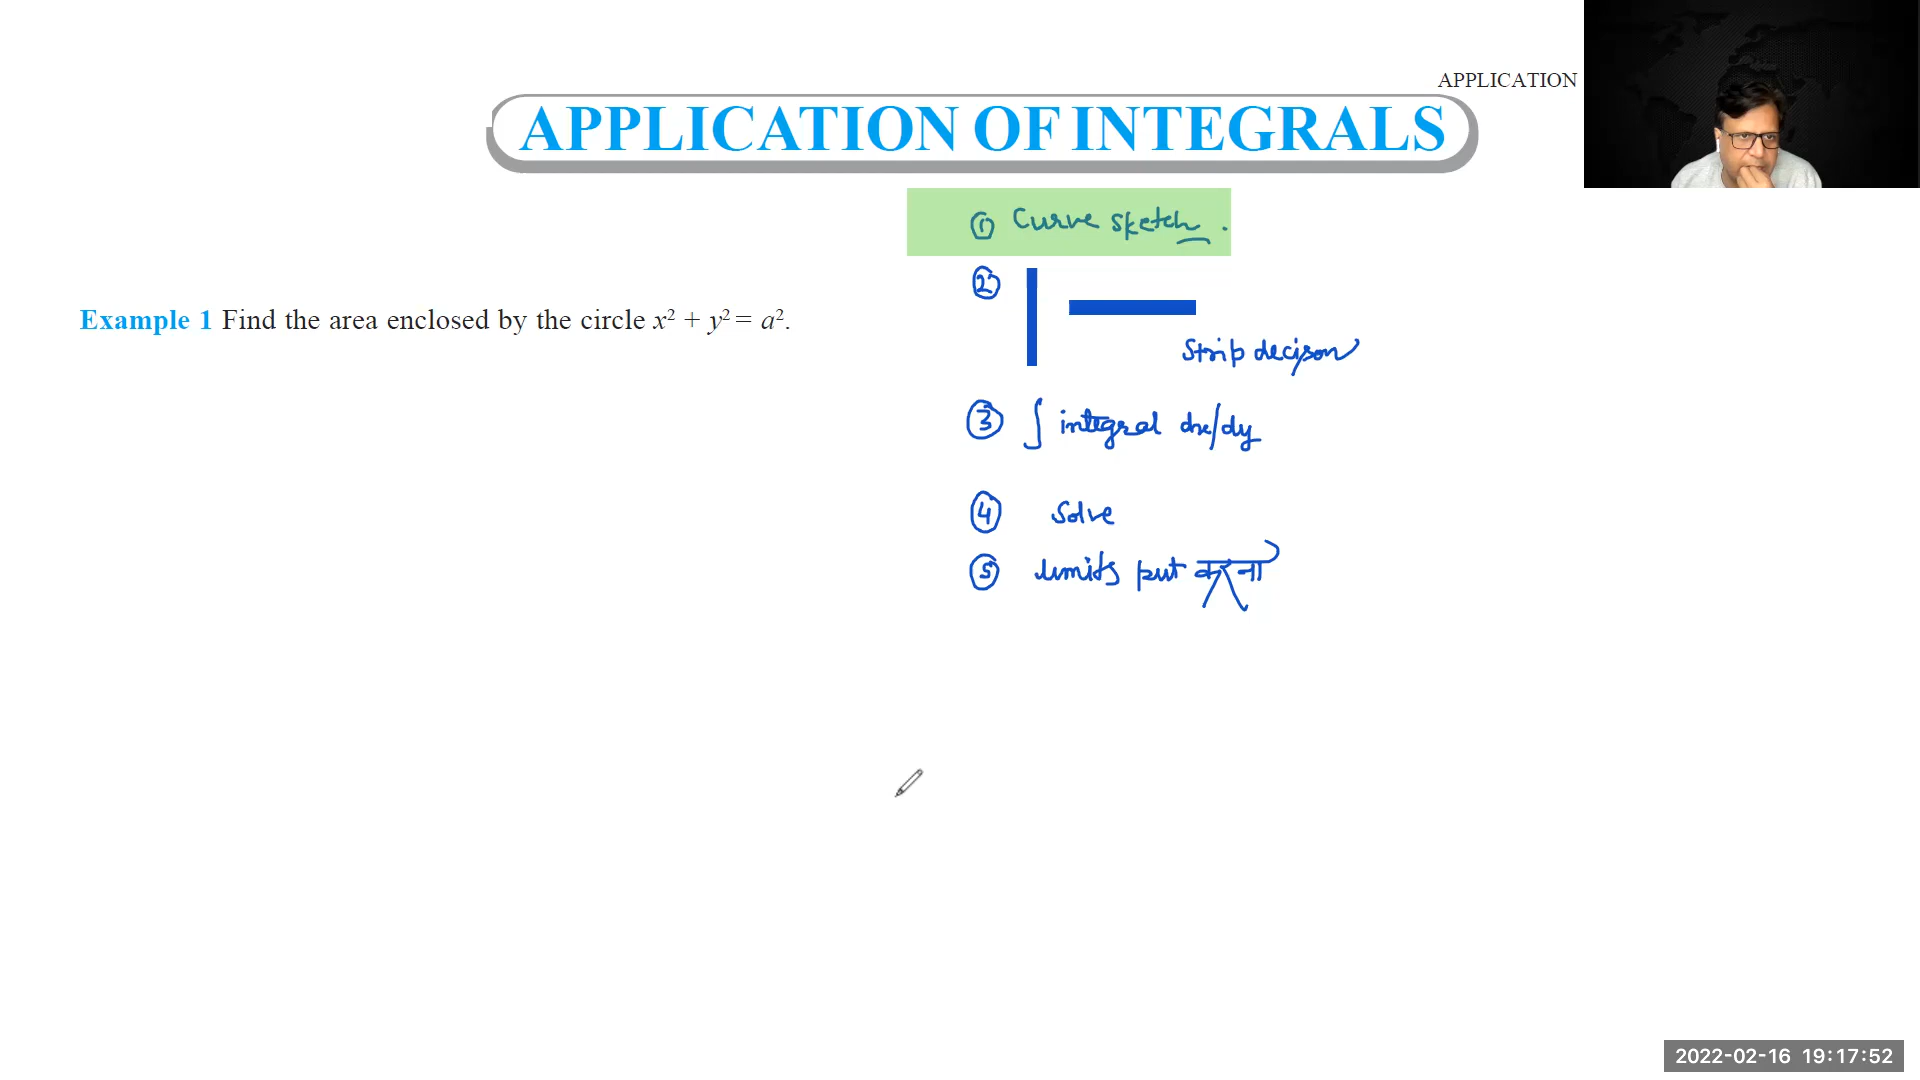 APPLICATION
APPLICATION OF INTEGRALS
① Curve sketch.
②
Example 1 Find the area enclosed by the circle x² + y² = a².
Strip decison
③ ∫ integral dx/dy
④ Solve
⑤ limits put करना
2022-02-16 19:17:52